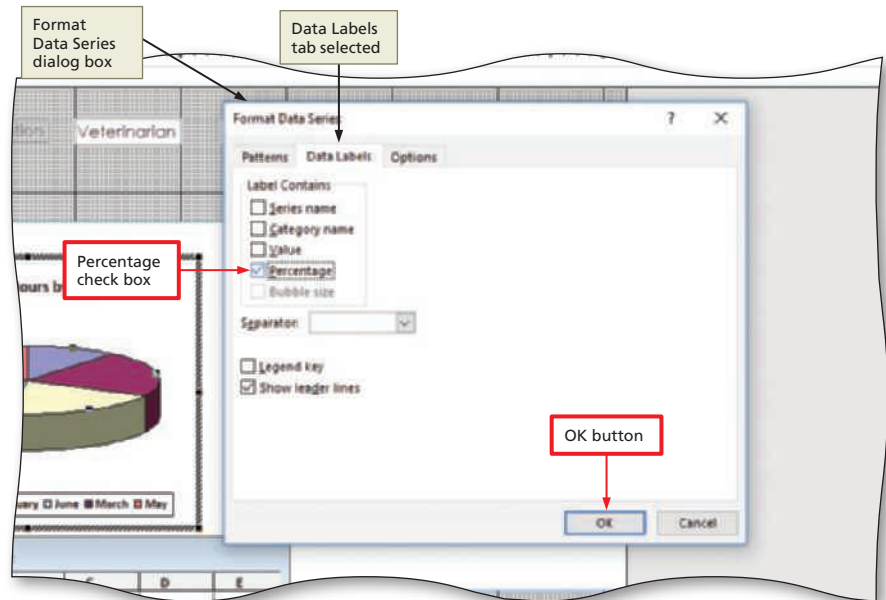 Format
Data Series
dialog box
Data Labels
tab selected
Format Data Series
? X
Veterinarian
Patterns Data Labels Options
Label Contains
Series name
Category name
Value
Percentage
Bubble size
Percentage
check box
ours b
Separator:
Legend key
Show leader lines
OK button
uary June March May
OK Cancel
C D E